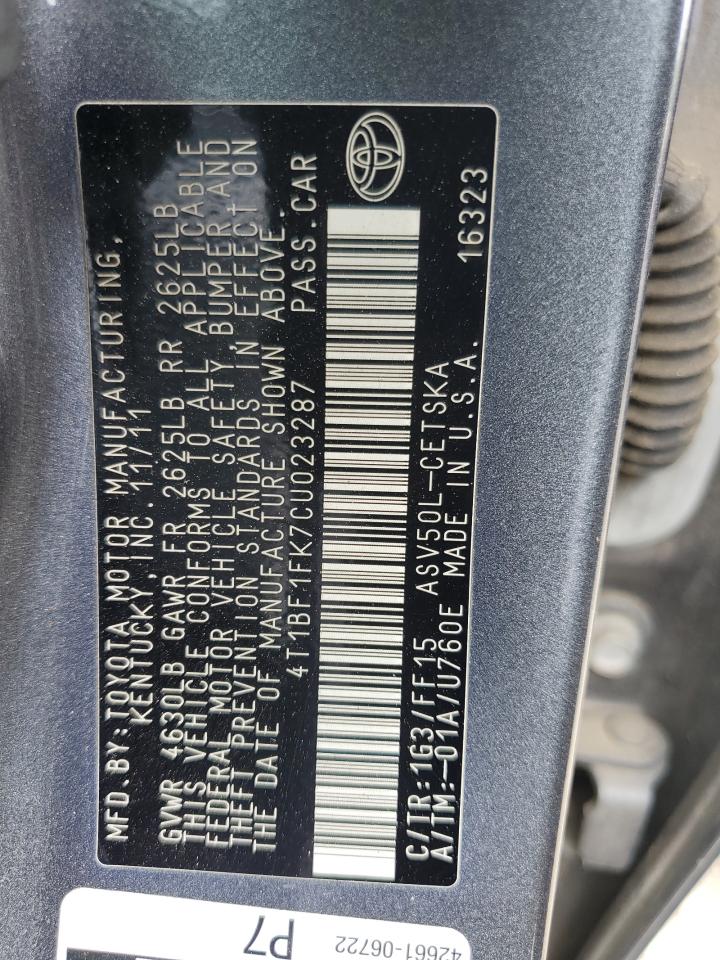 MFD.BY:TOYOTA MOTOR MANUFACTURING,
KENTUCKY,INC. 11/11
GVWR 4630LB GAWR FR 2625LB RR 2625LB
THIS VEHICLE CONFORMS TO ALL APPLICABLE
FEDERAL MOTOR VEHICLE SAFETY, BUMPER AND
THEFT PREVENTION STANDARDS IN EFFECT ON
THE DATE OF MANUFACTURE SHOWN ABOVE.
4T1BF1FK7CU023287 PASS.CAR
C/TR:1G3/FF15 ASV50L-CETSKA
A/TM:-01A/U760E MADE IN U.S.A. 16323
P7
42661-06722